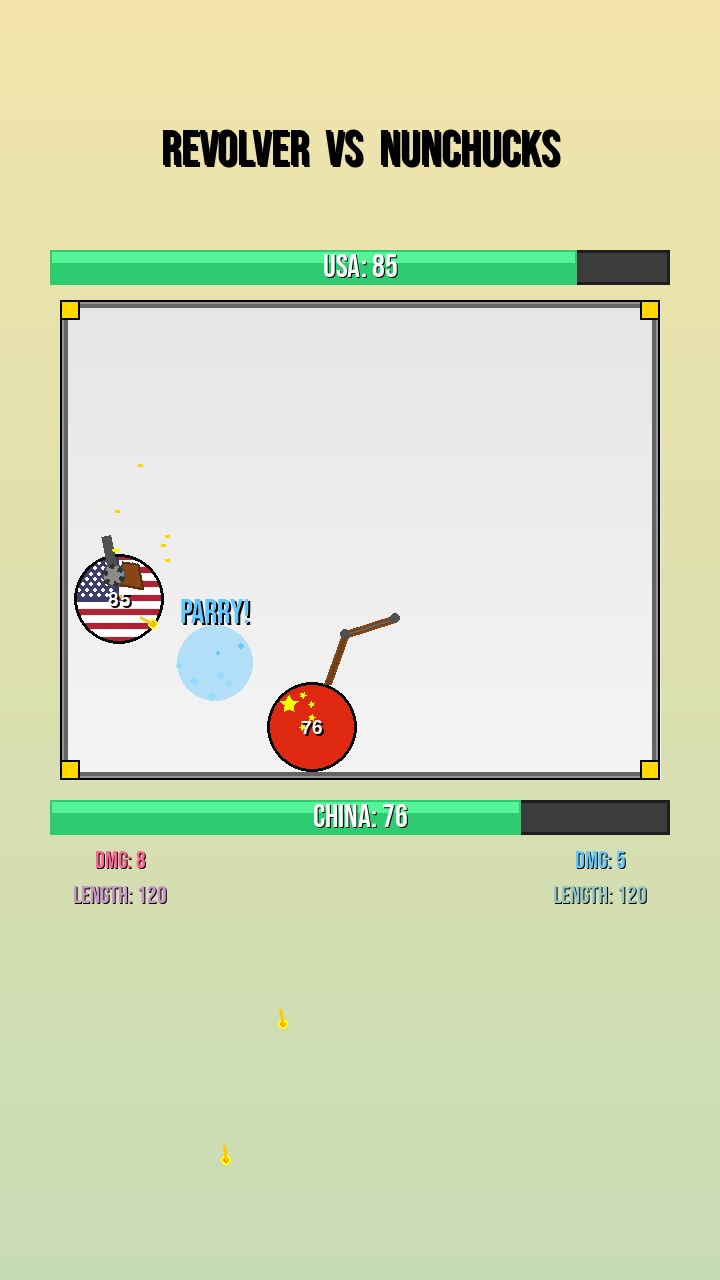 REVOLVER VS NUNCHUCKS
USA: 85
85
PARRY!
76
CHINA: 76
DMG: 8
DMG: 5
LENGTH: 120
LENGTH: 120